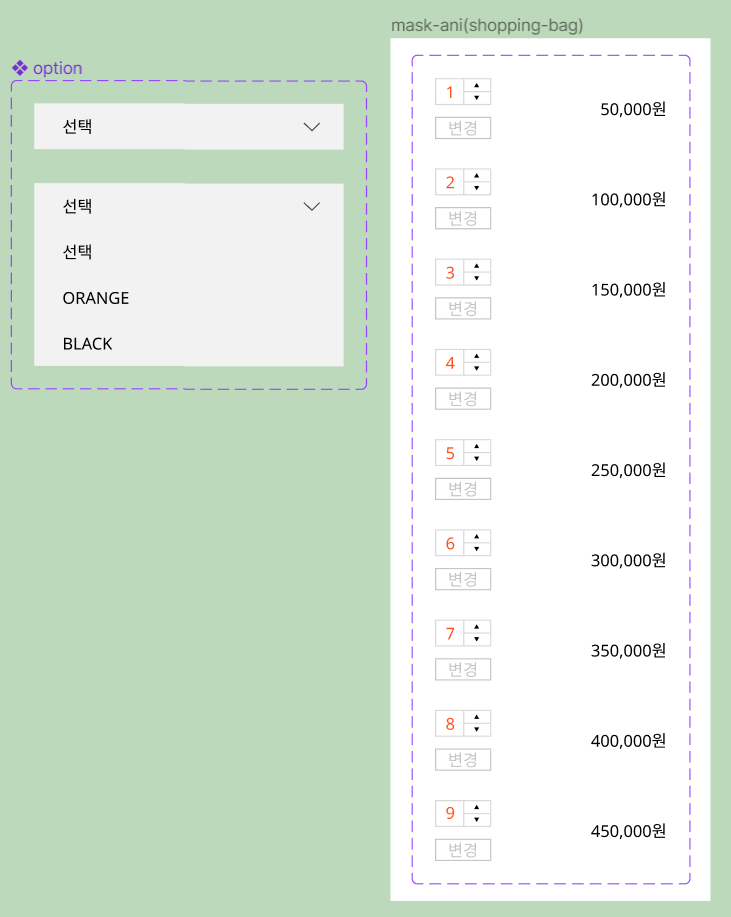 mask-ani(shopping-bag)
option
선택
선택
선택
ORANGE
BLACK
1
50,000원
변경
2
100,000원
변경
3
150,000원
변경
4
200,000원
변경
5
250,000원
변경
6
300,000원
변경
7
350,000원
변경
8
400,000원
변경
9
450,000원
변경